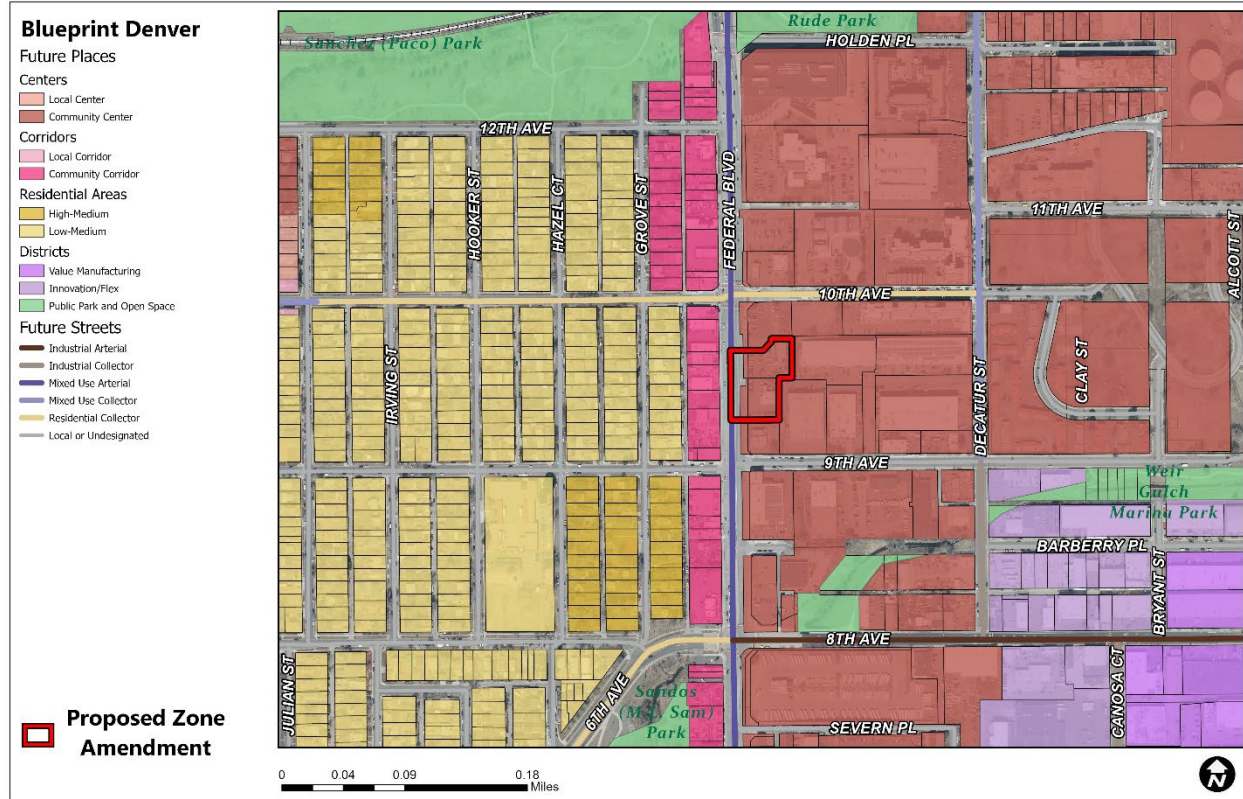 Blueprint Denver
Future Places
Centers
Local Center
Community Center
Corridors
Local Corridor
Community Corridor
Residential Areas
High-Medium
Low-Medium
Districts
Value Manufacturing
Innovation/Flex
Public Park and Open Space
Future Streets
Industrial Arterial
Industrial Collector
Mixed Use Arterial
Mixed Use Collector
Residential Collector
Local or Undesignated
Proposed Zone
Amendment
Sanchez (Paco) Park
Rude Park
HOLDEN PL
12TH AVE
HOOKER ST
HAZEL CT
GROVE ST
FEDERAL BLVD
11TH AVE
ALCOTT ST
10TH AVE
IRVING ST
DECATUR ST
CLAY ST
9TH AVE
Weir
Gulch
Marina Park
BARBERRY PL
BRYANT ST
8TH AVE
JULIAN ST
6TH AVE
Sandos
(M.L. Sam)
Park
SEVERN PL
CANOSA CT
0 0.04 0.09 0.18
Miles
N